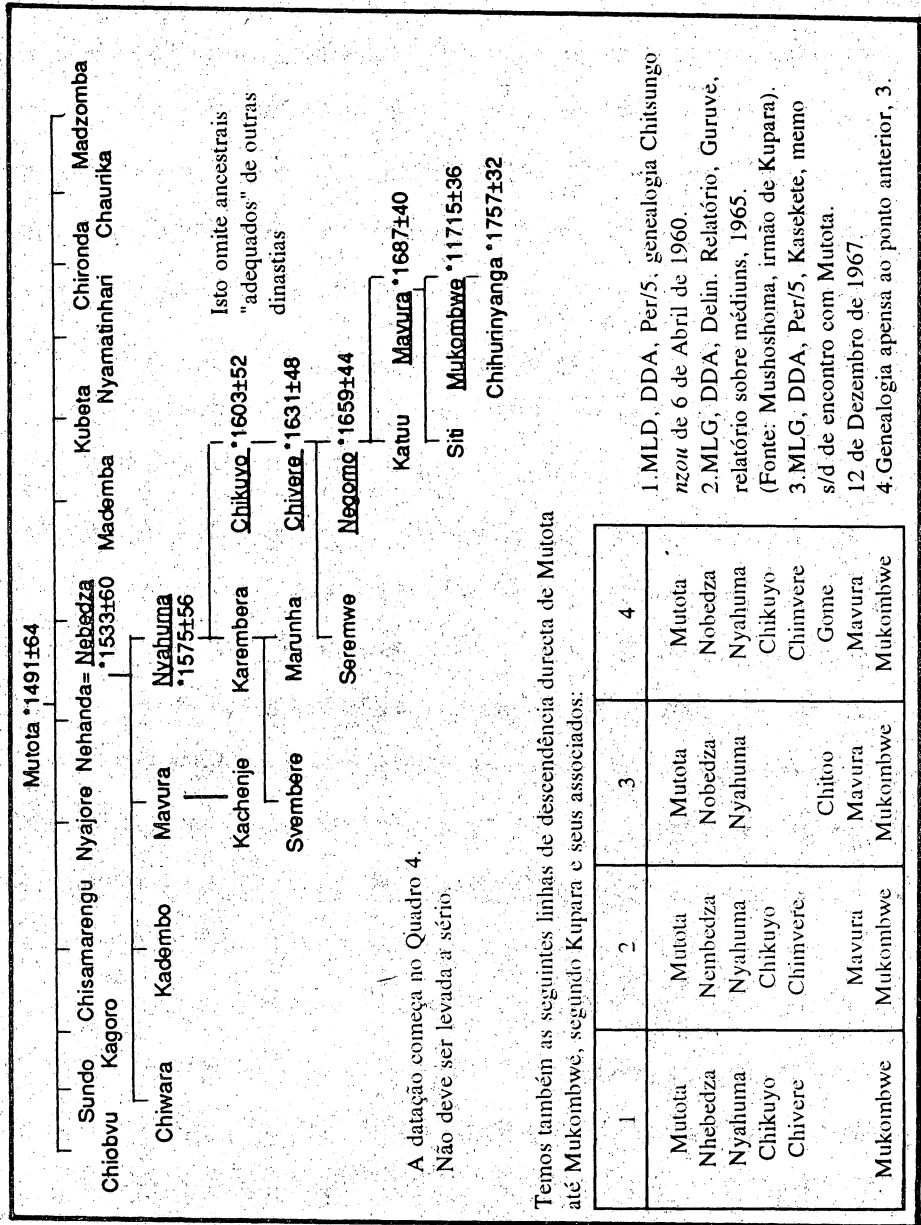 Mutota *1491±64
Sundo Chisamarengu Nyajore Nehanda= Nebedza Kubeta Chironda Madzomba
Chiobvu Kagoro *1533±60 Mademba Nyamatinhari Chaurika
Chiwara Kadembo Mavura Nyahuma
*1575±56
Isto omite ancestrais
"adequados" de outras
dinastias
Kachenje Karembera Chikuyo *1603±52
Svembere Marunha Chivere *1631±48
Seremwe Negomo *1659±44
Katuu Mavura *1687±40
Siti Mukombwe *11715±36
Chihurinyanga *1757±32
A datação começa no Quadro 4.
Não deve ser levada a sério.
Temos também as seguintes linhas de descendência dureta de Mutota
até Mukombwe, segundo Kupara e seus associados:
1 2 3 4
Mutota Mutota Mutota Mutota
Nhebedza Nembedza Nobedza Nobedza
Nyahuma Nyahuma Nyahuma Nyahuma
Chikuyo Chikuyo Chikuyo
Chivere Chimvere Chimvere
Chitoo Gome
Mavura Mavura Mavura
Mukombwe Mukombwe Mukombwe Mukombwe
1.MLD, DDA, Per/5, genealogia Chitsungo
nzou de 6 de Abril de 1960.
2.MLG, DDA, Delin. Relatório, Guruve,
relatório sobre médiuns, 1965.
(Fonte: Mushoshoma, irmão de Kupara).
3.MLG, DDA, Per/5, Kasekete, memo
s/d de encontro com Mutota.
12 de Dezembro de 1967.
4.Genealogia apensa ao ponto anterior, 3.